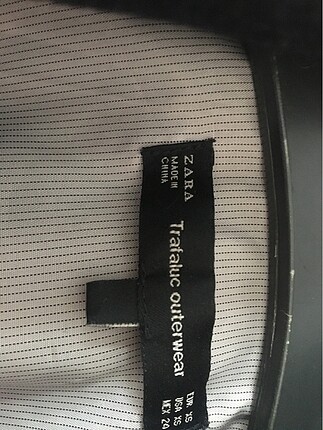 ZARA
MADE IN
CHINA
Trafaluc outerwear
EUR XS
USA XS
MEX 24